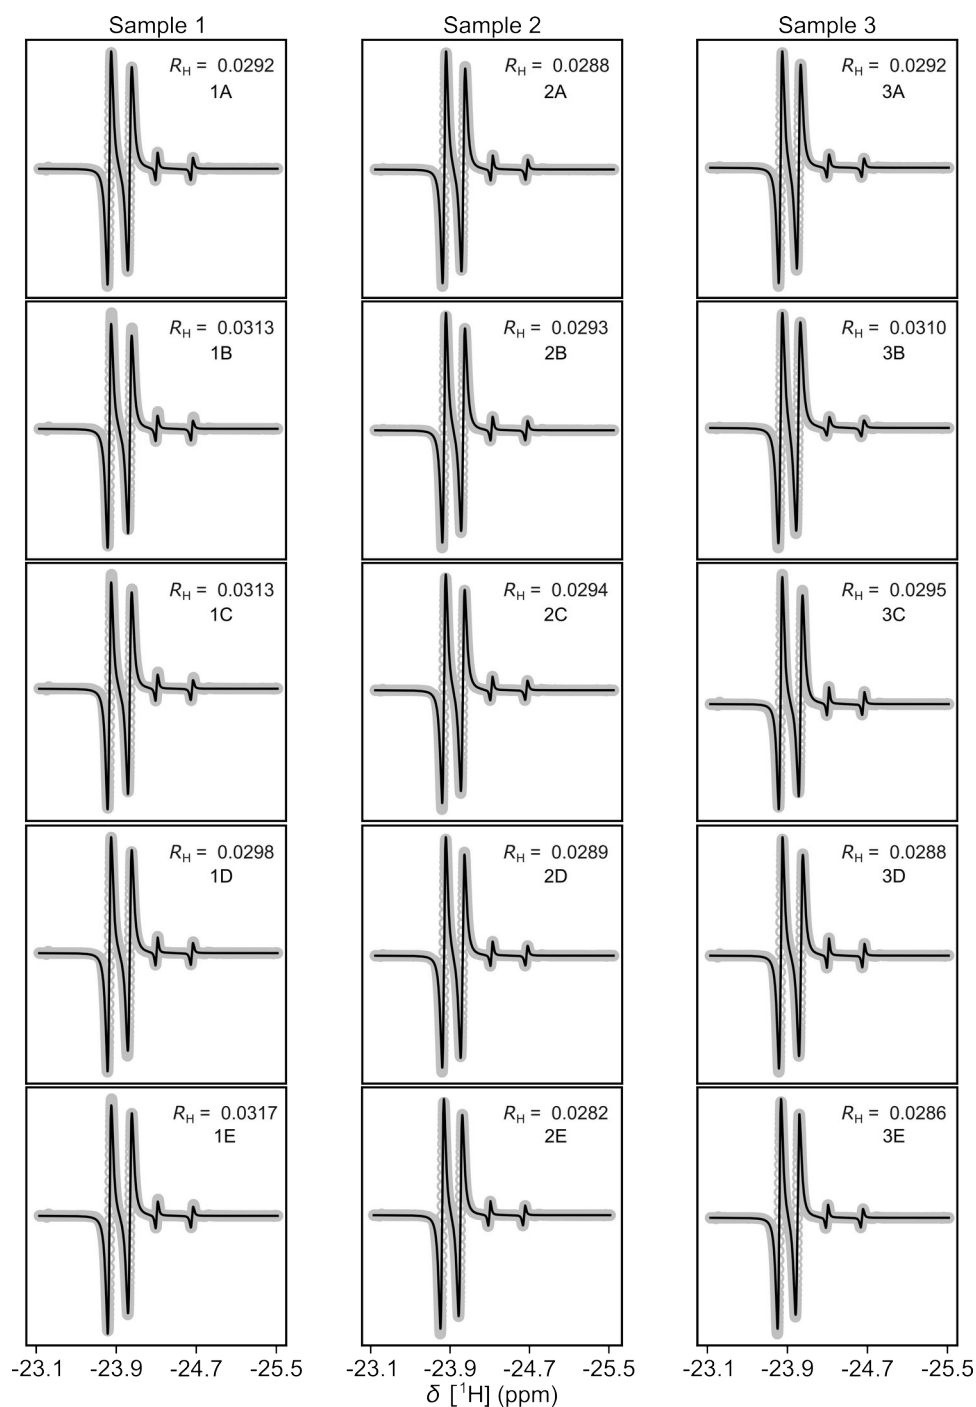 Sample 1 Sample 2 Sample 3
RH = 0.0292 RH = 0.0288 RH = 0.0292
1A 2A 3A
RH = 0.0313 RH = 0.0293 RH = 0.0310
1B 2B 3B
RH = 0.0313 RH = 0.0294 RH = 0.0295
1C 2C 3C
RH = 0.0298 RH = 0.0289 RH = 0.0288
1D 2D 3D
RH = 0.0317 RH = 0.0282 RH = 0.0286
1E 2E 3E
-23.1 -23.9 -24.7 -25.5 -23.1 -23.9 -24.7 -25.5 -23.1 -23.9 -24.7 -25.5
δ [¹H] (ppm)